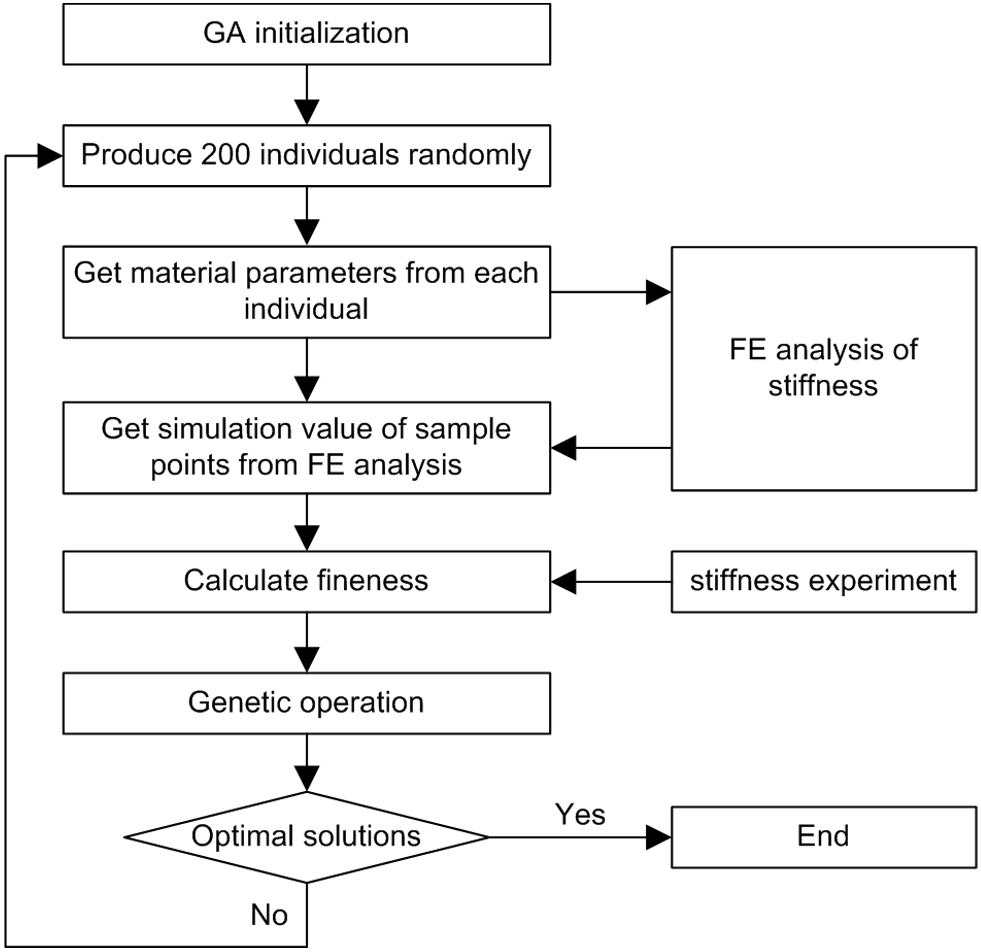 GA initialization
Produce 200 individuals randomly
Get material parameters from each
individual
FE analysis of
stiffness
Get simulation value of sample
points from FE analysis
Calculate fineness
stiffness experiment
Genetic operation
Optimal solutions
Yes
End
No